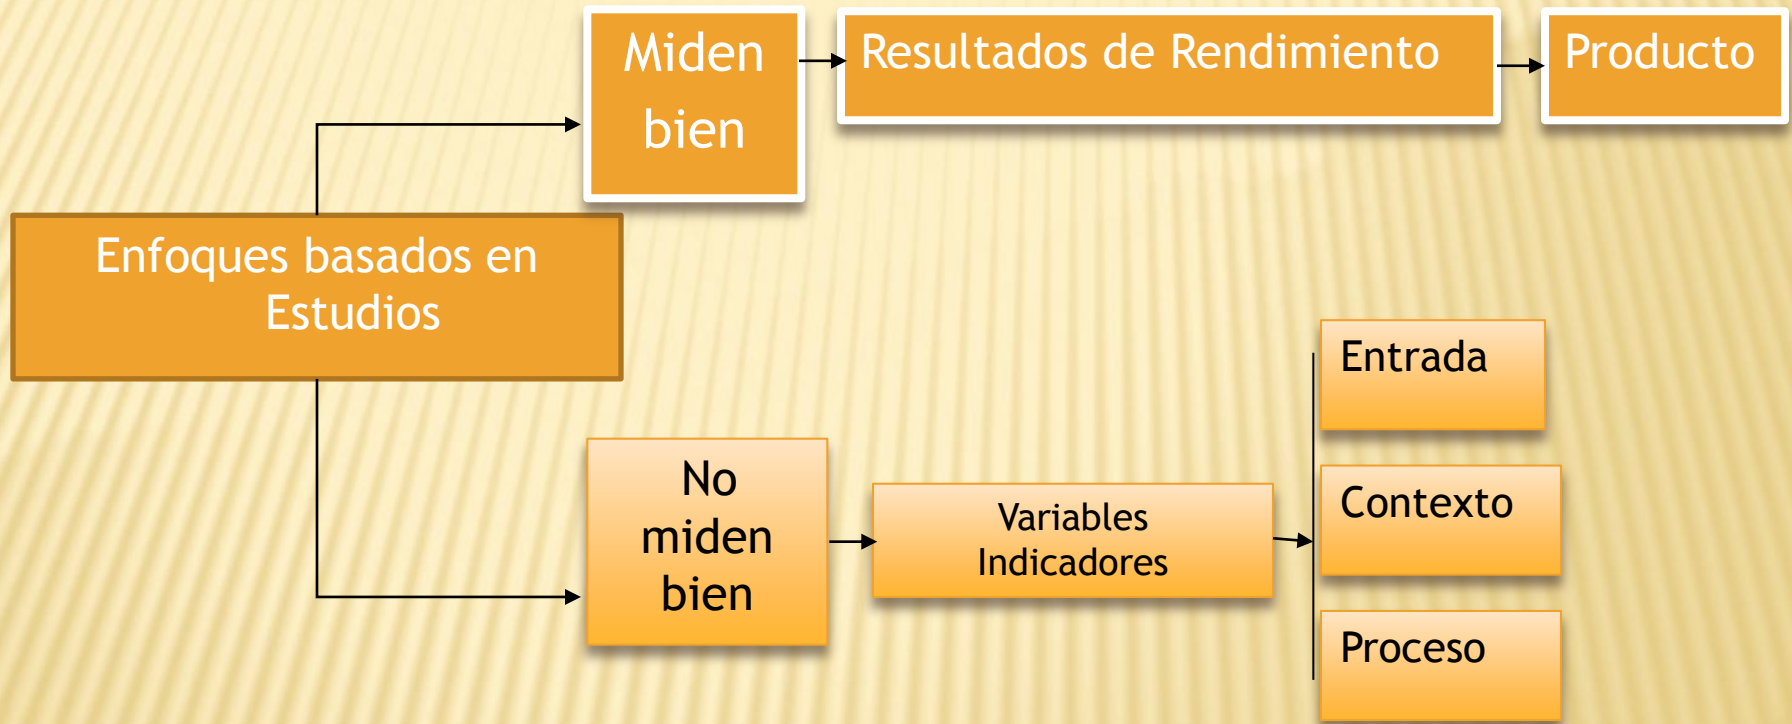 Miden
bien
Resultados de Rendimiento
Producto
Enfoques basados en
Estudios
No
miden
bien
Variables
Indicadores
Entrada
Contexto
Proceso